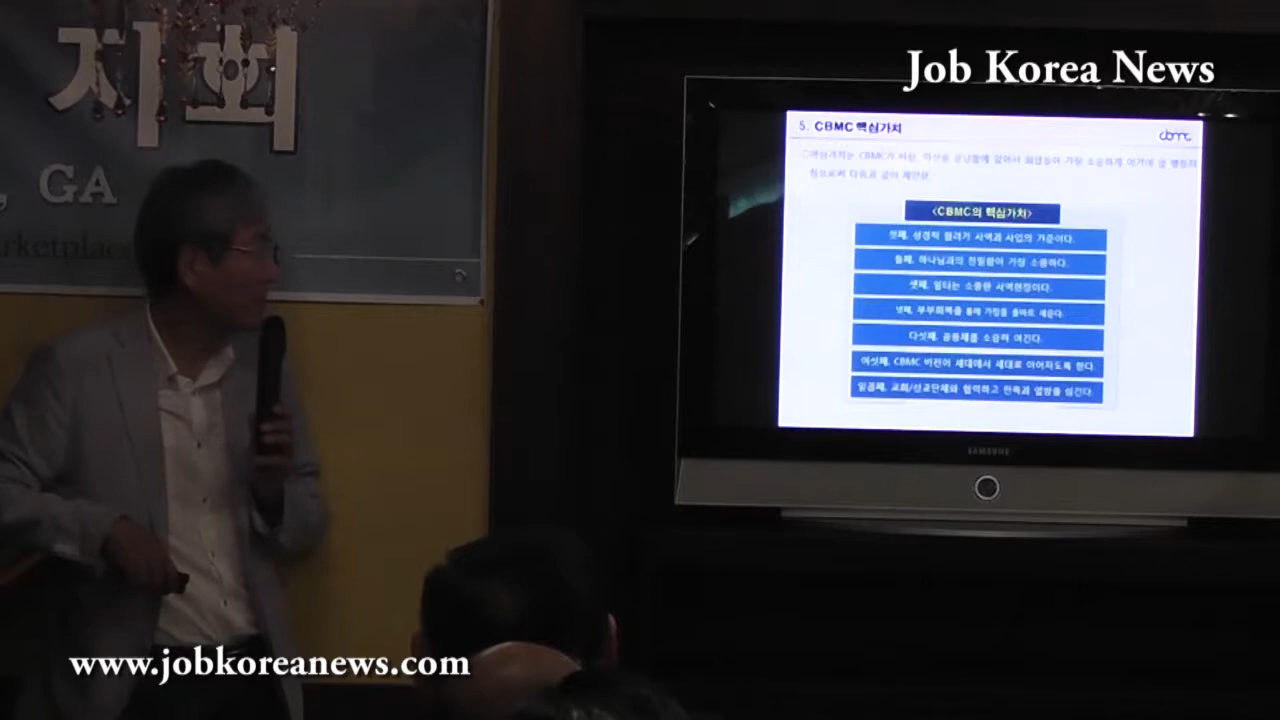 지회
Job Korea News
, GA
arketplace
5. CBMC 핵심가치
cbmc
<CBMC의 핵심가치>
첫째, 성경적 원리가 사역과 사업의 기준이다.
둘째, 하나님과의 친밀함이 가장 소중하다.
셋째, 일터는 소중한 사역현장이다.
넷째, 부부회복을 통해 가정을 올바로 세운다.
다섯째, 공동체를 소중히 여긴다.
여섯째, CBMC 비전이 세대에서 세대로 이어지도록 한다.
일곱째, 교회/선교단체와 협력하고 민족과 열방을 섬긴다.
SAMSUNG
www.jobkoreanews.com